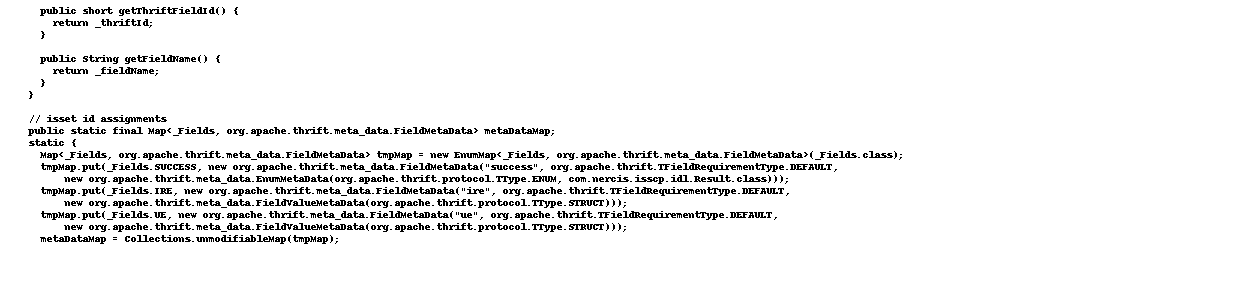 public short getThriftFieldId() {
return _thriftId;
}
public String getFieldName() {
return _fieldName;
}
}
// isset id assignments
public static final Map<_Fields, org.apache.thrift.meta_data.FieldMetaData> metaDataMap;
static {
Map<_Fields, org.apache.thrift.meta_data.FieldMetaData> tmpMap = new EnumMap<_Fields, org.apache.thrift.meta_data.FieldMetaData>(_Fields.class);
tmpMap.put(_Fields.SUCCESS, new org.apache.thrift.meta_data.FieldMetaData("success", org.apache.thrift.TFieldRequirementType.DEFAULT,
new org.apache.thrift.meta_data.EnumMetaData(org.apache.thrift.protocol.TType.ENUM, com.nercis.isscp.idl.Result.class)));
tmpMap.put(_Fields.IRE, new org.apache.thrift.meta_data.FieldMetaData("ire", org.apache.thrift.TFieldRequirementType.DEFAULT,
new org.apache.thrift.meta_data.FieldValueMetaData(org.apache.thrift.protocol.TType.STRUCT)));
tmpMap.put(_Fields.UE, new org.apache.thrift.meta_data.FieldMetaData("ue", org.apache.thrift.TFieldRequirementType.DEFAULT,
new org.apache.thrift.meta_data.FieldValueMetaData(org.apache.thrift.protocol.TType.STRUCT)));
metaDataMap = Collections.unmodifiableMap(tmpMap);